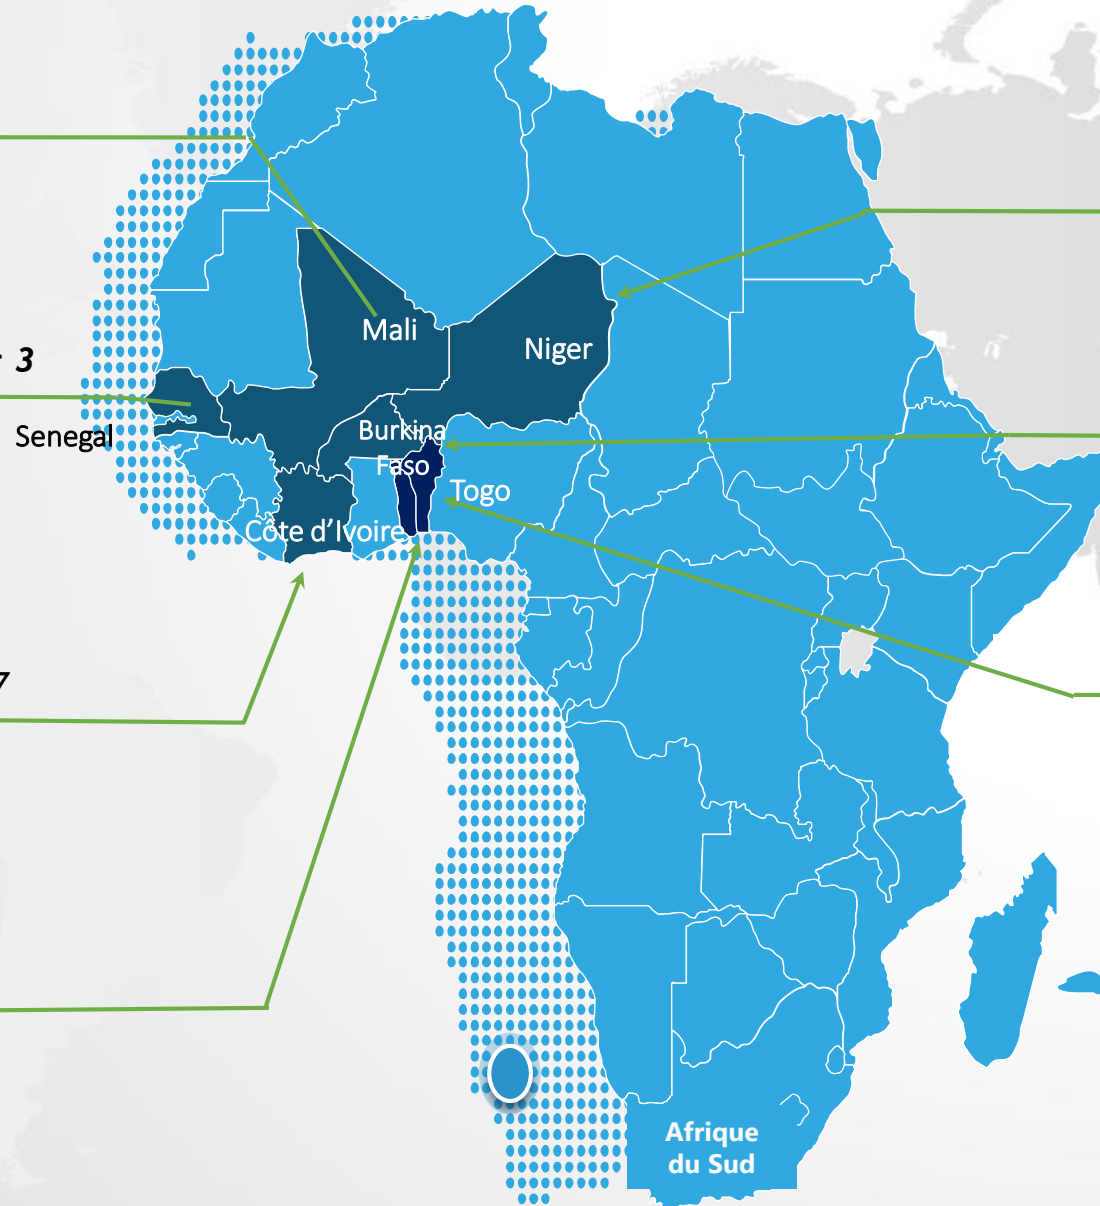 Mali
Niger
: 3
Senegal
Burkina
Faso
Togo
Côte d’Ivoire
7
Afrique
du Sud